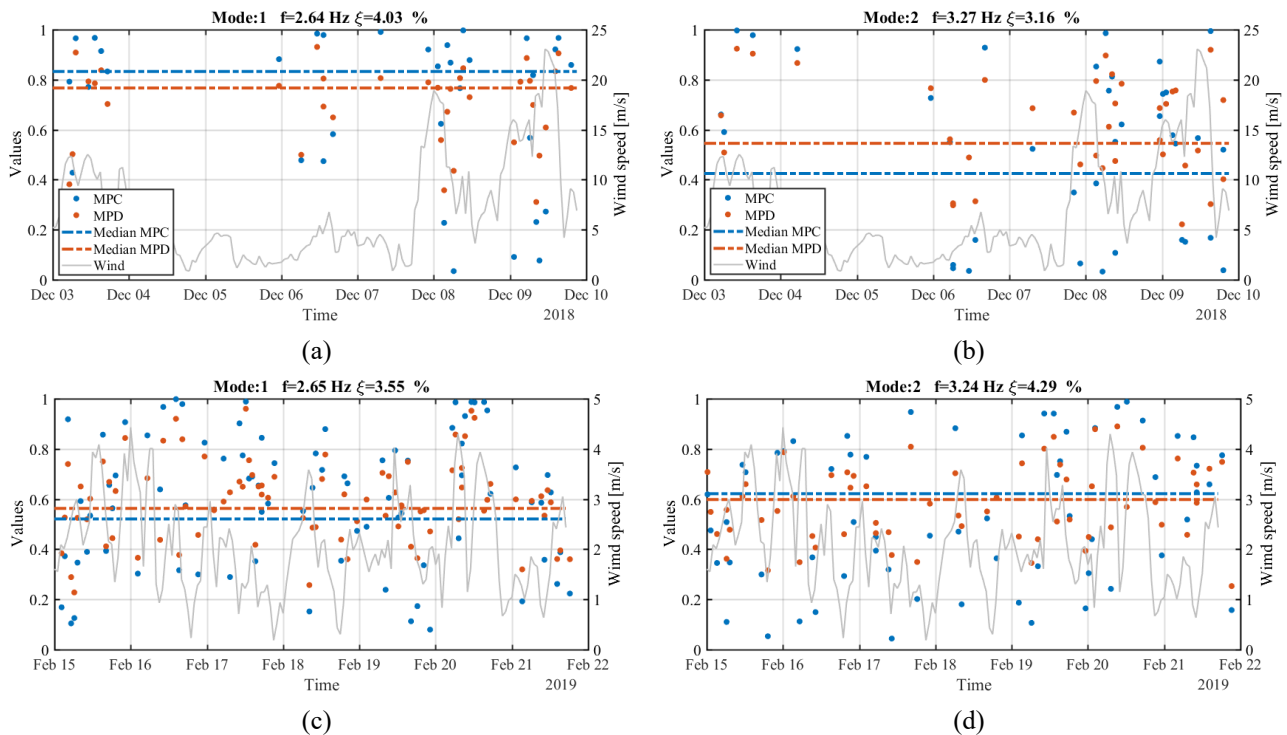 Mode:1 f=2.64 Hz ξ=4.03 %
Values
1
0.8
0.6
0.4
0.2
0
MPC
MPD
Median MPC
Median MPD
Wind
25
20
15
10
5
0
Wimd speed [m/s]
Dec 03 Dec 04 Dec 05 Dec 06 Dec 07 Dec 08 Dec 09 Dec 10
Time
2018
(a)
Mode:2 f=3.27 Hz ξ=3.16 %
Values
1
0.8
0.6
0.4
0.2
0
MPC
MPD
Median MPC
Median MPD
Wind
25
20
15
10
5
0
Wimd speed [m/s]
Dec 03 Dec 04 Dec 05 Dec 06 Dec 07 Dec 08 Dec 09 Dec 10
Time
2018
(b)
Mode:1 f=2.65 Hz ξ=3.55 %
Values
1
0.8
0.6
0.4
0.2
0
5
4
3
2
1
0
Wimd speed [m/s]
Feb 15 Feb 16 Feb 17 Feb 18 Feb 19 Feb 20 Feb 21 Feb 22
Time
2019
(c)
Mode:2 f=3.24 Hz ξ=4.29 %
Values
1
0.8
0.6
0.4
0.2
0
5
4
3
2
1
0
Wimd speed [m/s]
Feb 15 Feb 16 Feb 17 Feb 18 Feb 19 Feb 20 Feb 21 Feb 22
Time
2019
(d)